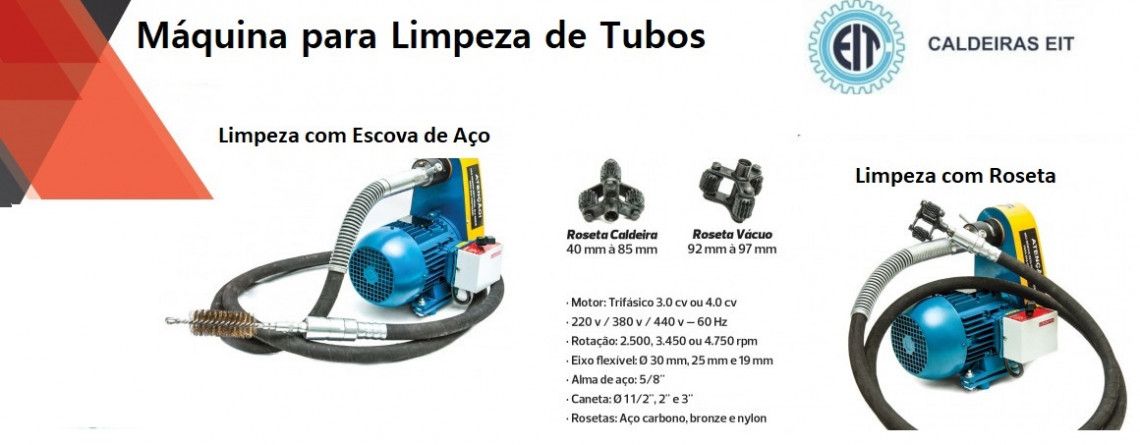 Máquina para Limpeza de Tubos
EIT
CALDEIRAS EIT
Limpeza com Escova de Aço
Limpeza com Roseta
ATENÇÃO!
Roseta Caldeira
40 mm à 85 mm
Roseta Vácuo
92 mm à 97 mm
ATENÇÃO
· Motor: Trifásico 3.0 cv ou 4.0 cv
· 220 v / 380 v / 440 v – 60 Hz
· Rotação: 2.500, 3.450 ou 4.750 rpm
· Eixo flexível: Ø 30 mm, 25 mm e 19 mm
· Alma de aço: 5/8"
· Caneta: Ø 11/2", 2" e 3"
· Rosetas: Aço carbono, bronze e nylon